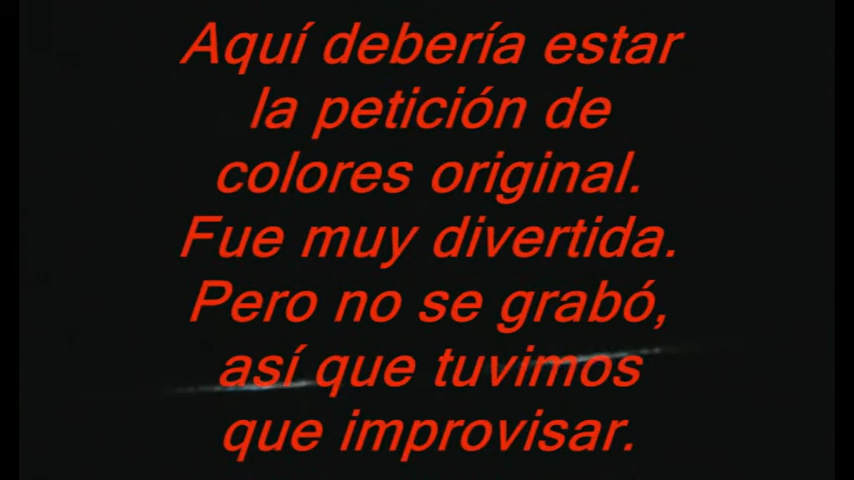 Aquí debería estar
la petición de
colores original.
Fue muy divertida.
Pero no se grabó,
así que tuvimos
que improvisar.